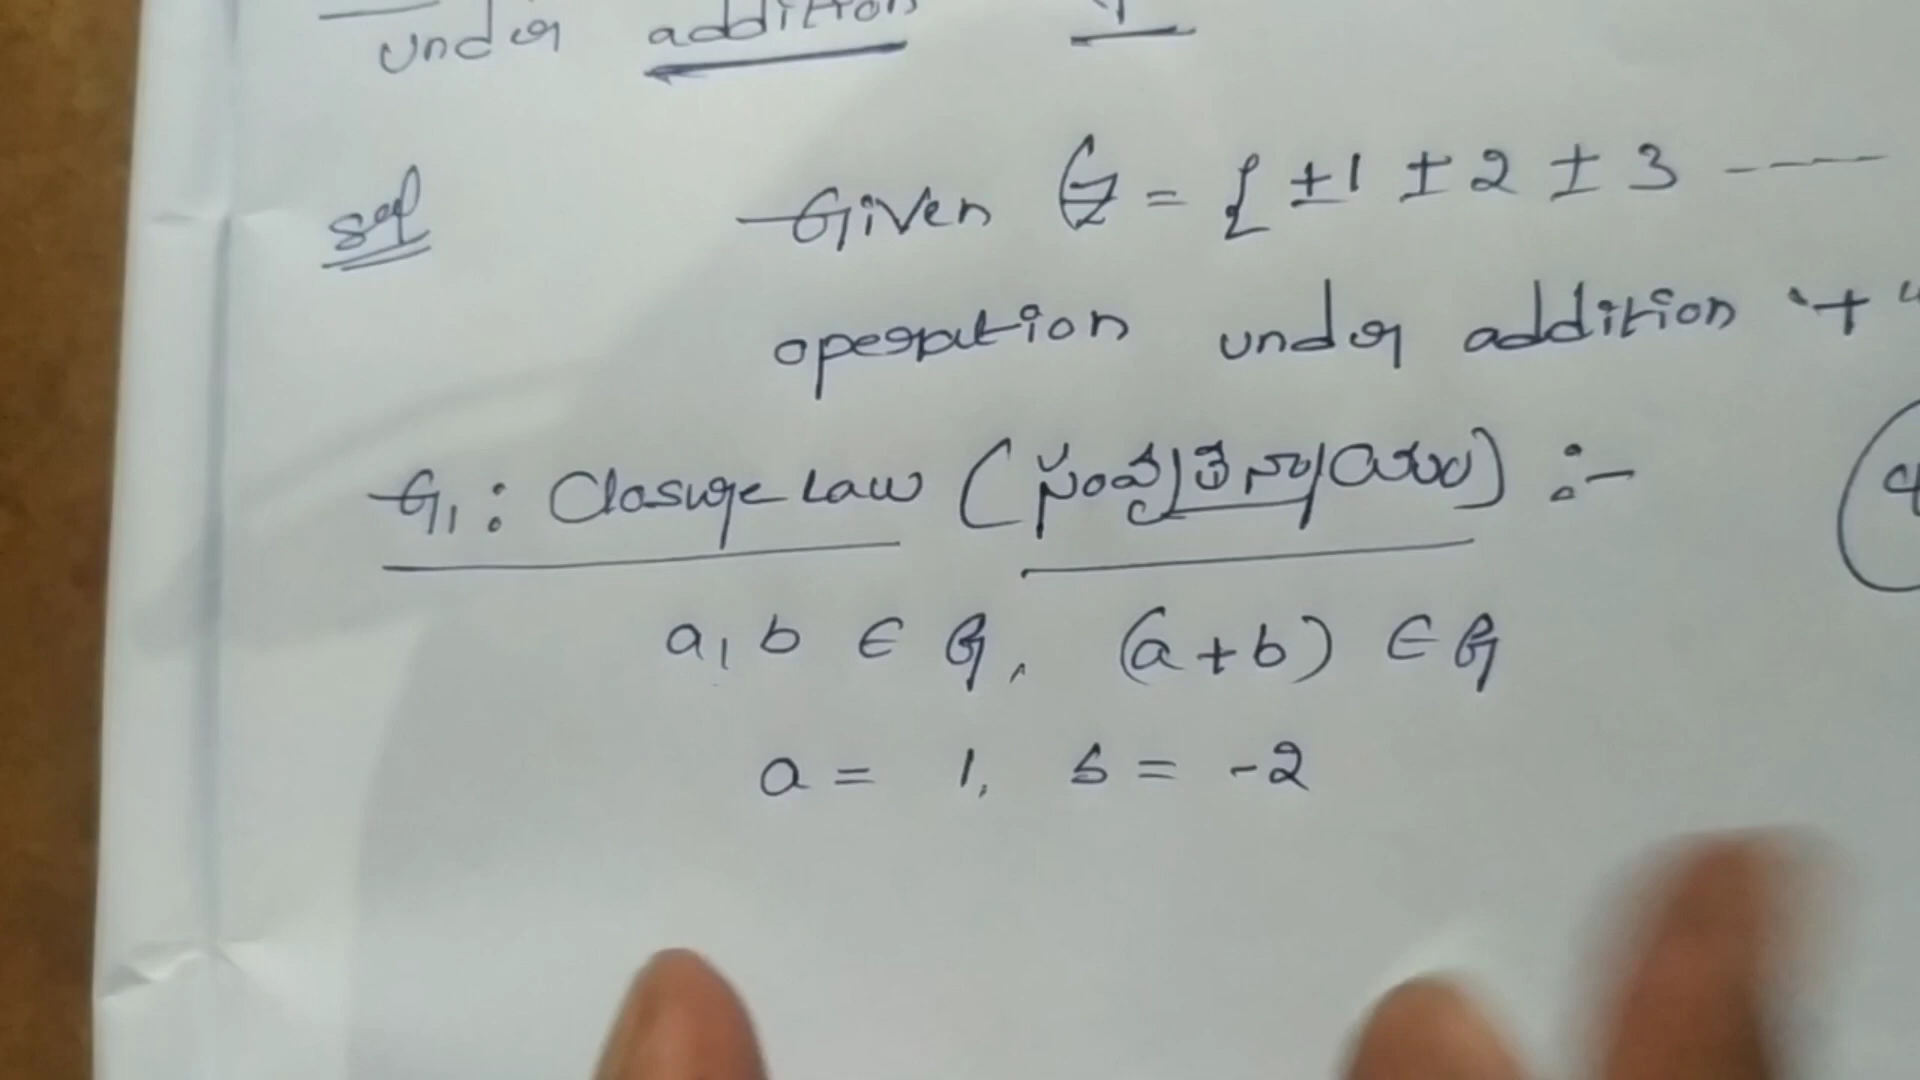 under addition
Sol Given G = { ±1 ±2 ±3 ----
operation under addition '+'
G₁ : Closure Law (సంవృత న్యాయం) :-
a, b ∈ G, (a+b) ∈ G
a = 1, b = -2